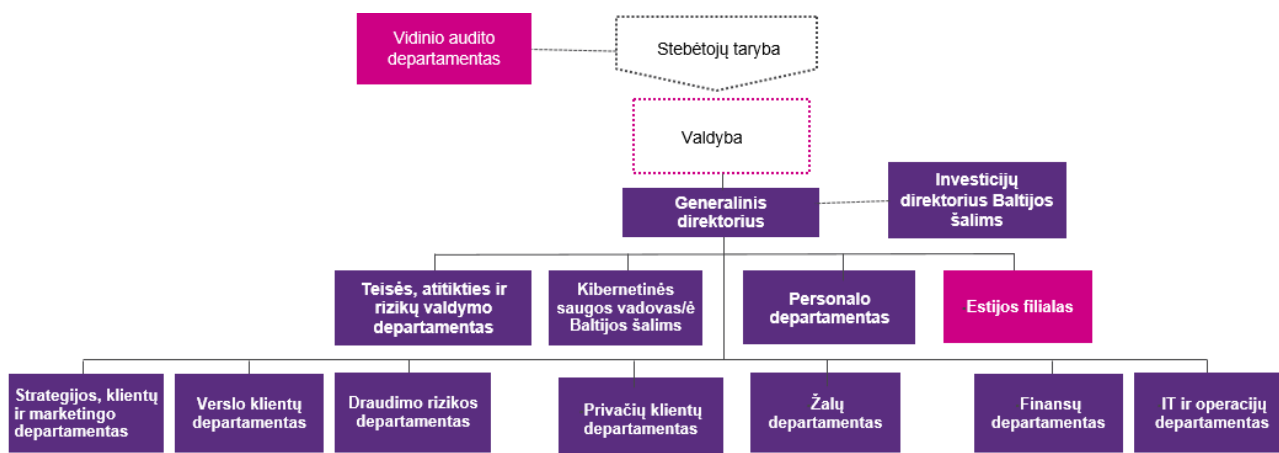 Vidinio audito
departamentas
Stebėtojų taryba
Valdyba
Generalinis
direktorius
Investicijų
direktorius Baltijos
šalims
Teisės, atitikties ir
rizikų valdymo
departamentas
Kibernetinės
saugos vadovas/ė
Baltijos šalims
Personalo
departamentas
Estijos filialas
Strategijos, klientų
ir marketingo
departamentas
Verslo klientų
departamentas
Draudimo rizikos
departamentas
Privačių klientų
departamentas
Žalų
departamentas
Finansų
departamentas
IT ir operacijų
departamentas